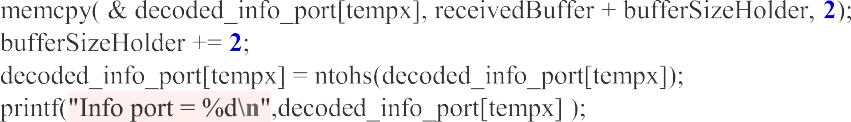 memcpy( & decoded_info_port[tempx], receivedBuffer + bufferSizeHolder, 2);
bufferSizeHolder += 2;
decoded_info_port[tempx] = ntohs(decoded_info_port[tempx]);
printf("Info port = %d\n",decoded_info_port[tempx] );